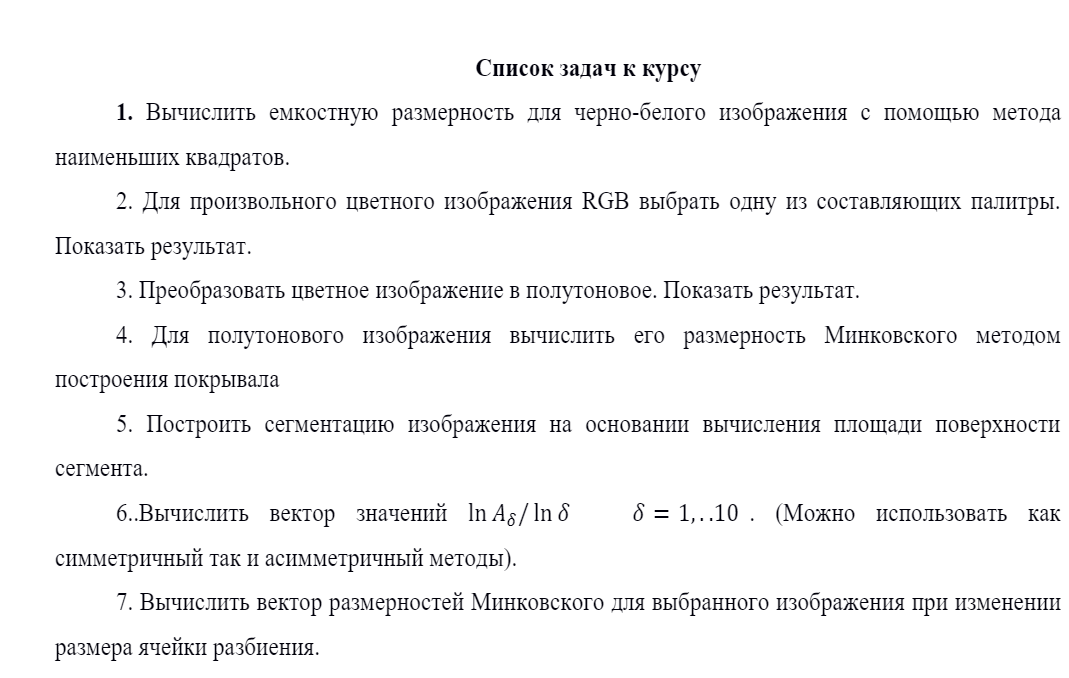 Список задач к курсу
1. Вычислить емкостную размерность для черно-белого изображения с помощью метода
наименьших квадратов.
2. Для произвольного цветного изображения RGB выбрать одну из составляющих палитры.
Показать результат.
3. Преобразовать цветное изображение в полутоновое. Показать результат.
4. Для полутонового изображения вычислить его размерность Минковского методом
построения покрывала
5. Построить сегментацию изображения на основании вычисления площади поверхности
сегмента.
6..Вычислить вектор значений ln A_δ / ln δ δ = 1,..10 . (Можно использовать как
симметричный так и асимметричный методы).
7. Вычислить вектор размерностей Минковского для выбранного изображения при изменении
размера ячейки разбиения.